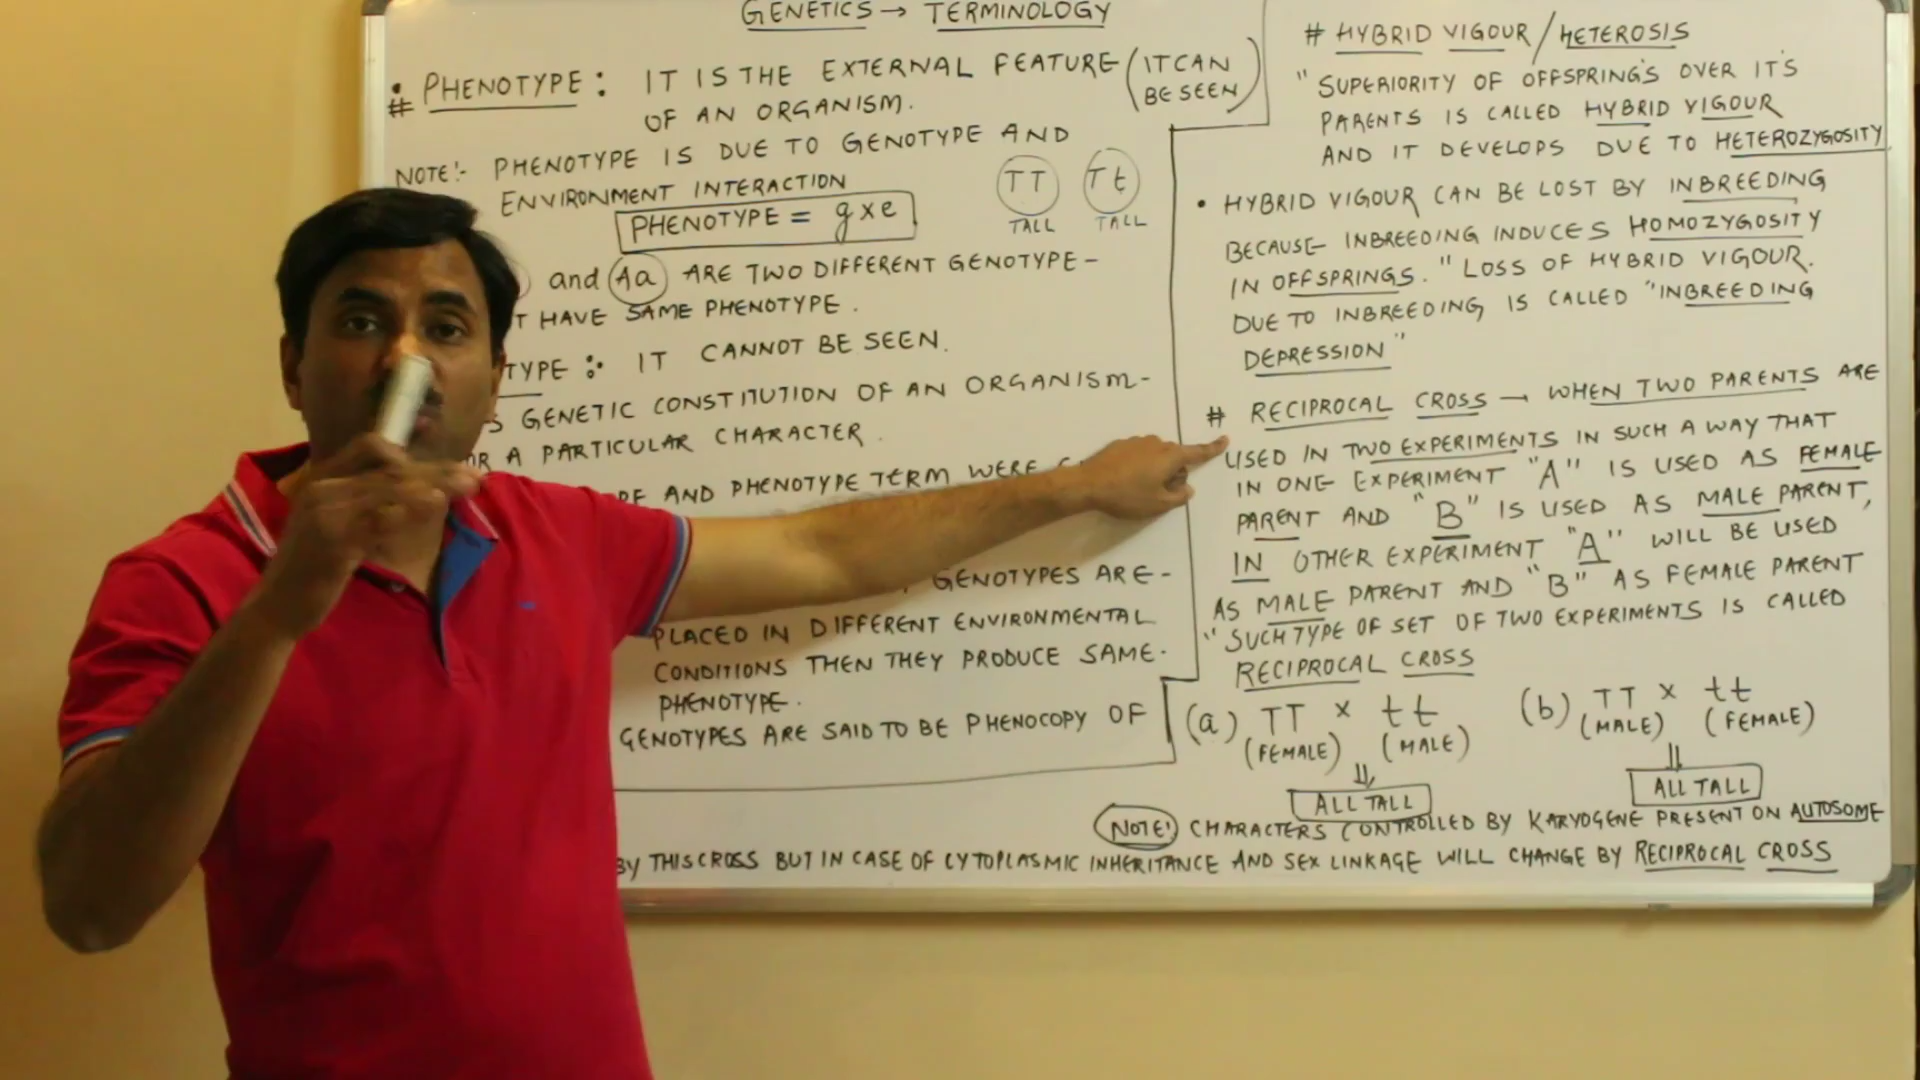 GENETICS → TERMINOLOGY
# PHENOTYPE : IT IS THE EXTERNAL FEATURE (IT CAN
BE SEEN)
OF AN ORGANISM.
NOTE:- PHENOTYPE IS DUE TO GENOTYPE AND
ENVIRONMENT INTERACTION
PHENOTYPE = g x e
TT Tt
TALL TALL
and Aa ARE TWO DIFFERENT GENOTYPE -
HAVE SAME PHENOTYPE.
TYPE : IT CANNOT BE SEEN.
GENETIC CONSTITUTION OF AN ORGANISM-
A PARTICULAR CHARACTER.
AND PHENOTYPE TERM WERE
GENOTYPES ARE -
PLACED IN DIFFERENT ENVIRONMENTAL
CONDITIONS THEN THEY PRODUCE SAME -
PHENOTYPE.
GENOTYPES ARE SAID TO BE PHENOCOPY OF
# HYBRID VIGOUR / HETEROSIS
" SUPERIORITY OF OFFSPRING'S OVER IT'S
PARENTS IS CALLED HYBRID VIGOUR
AND IT DEVELOPS DUE TO HETEROZYGOSITY
• HYBRID VIGOUR CAN BE LOST BY INBREEDING
BECAUSE INBREEDING INDUCES HOMOZYGOSITY
IN OFFSPRINGS. "LOSS OF HYBRID VIGOUR.
DUE TO INBREEDING IS CALLED "INBREEDING
DEPRESSION"
# RECIPROCAL CROSS → WHEN TWO PARENTS ARE
USED IN TWO EXPERIMENTS IN SUCH A WAY THAT
IN ONE EXPERIMENT "A" IS USED AS FEMALE
PARENT AND "B" IS USED AS MALE PARENT,
IN OTHER EXPERIMENT "A" WILL BE USED
AS MALE PARENT AND "B" AS FEMALE PARENT
"SUCH TYPE OF SET OF TWO EXPERIMENTS IS CALLED
RECIPROCAL CROSS
(a) TT x tt (b) TT x tt
(FEMALE) (MALE) (MALE) (FEMALE)
ALL TALL ALL TALL
NOTE: CHARACTERS CONTROLLED BY KARYOGENE PRESENT ON AUTOSOME
BY THIS CROSS BUT IN CASE OF CYTOPLASMIC INHERITANCE AND SEX LINKAGE WILL CHANGE BY RECIPROCAL CROSS